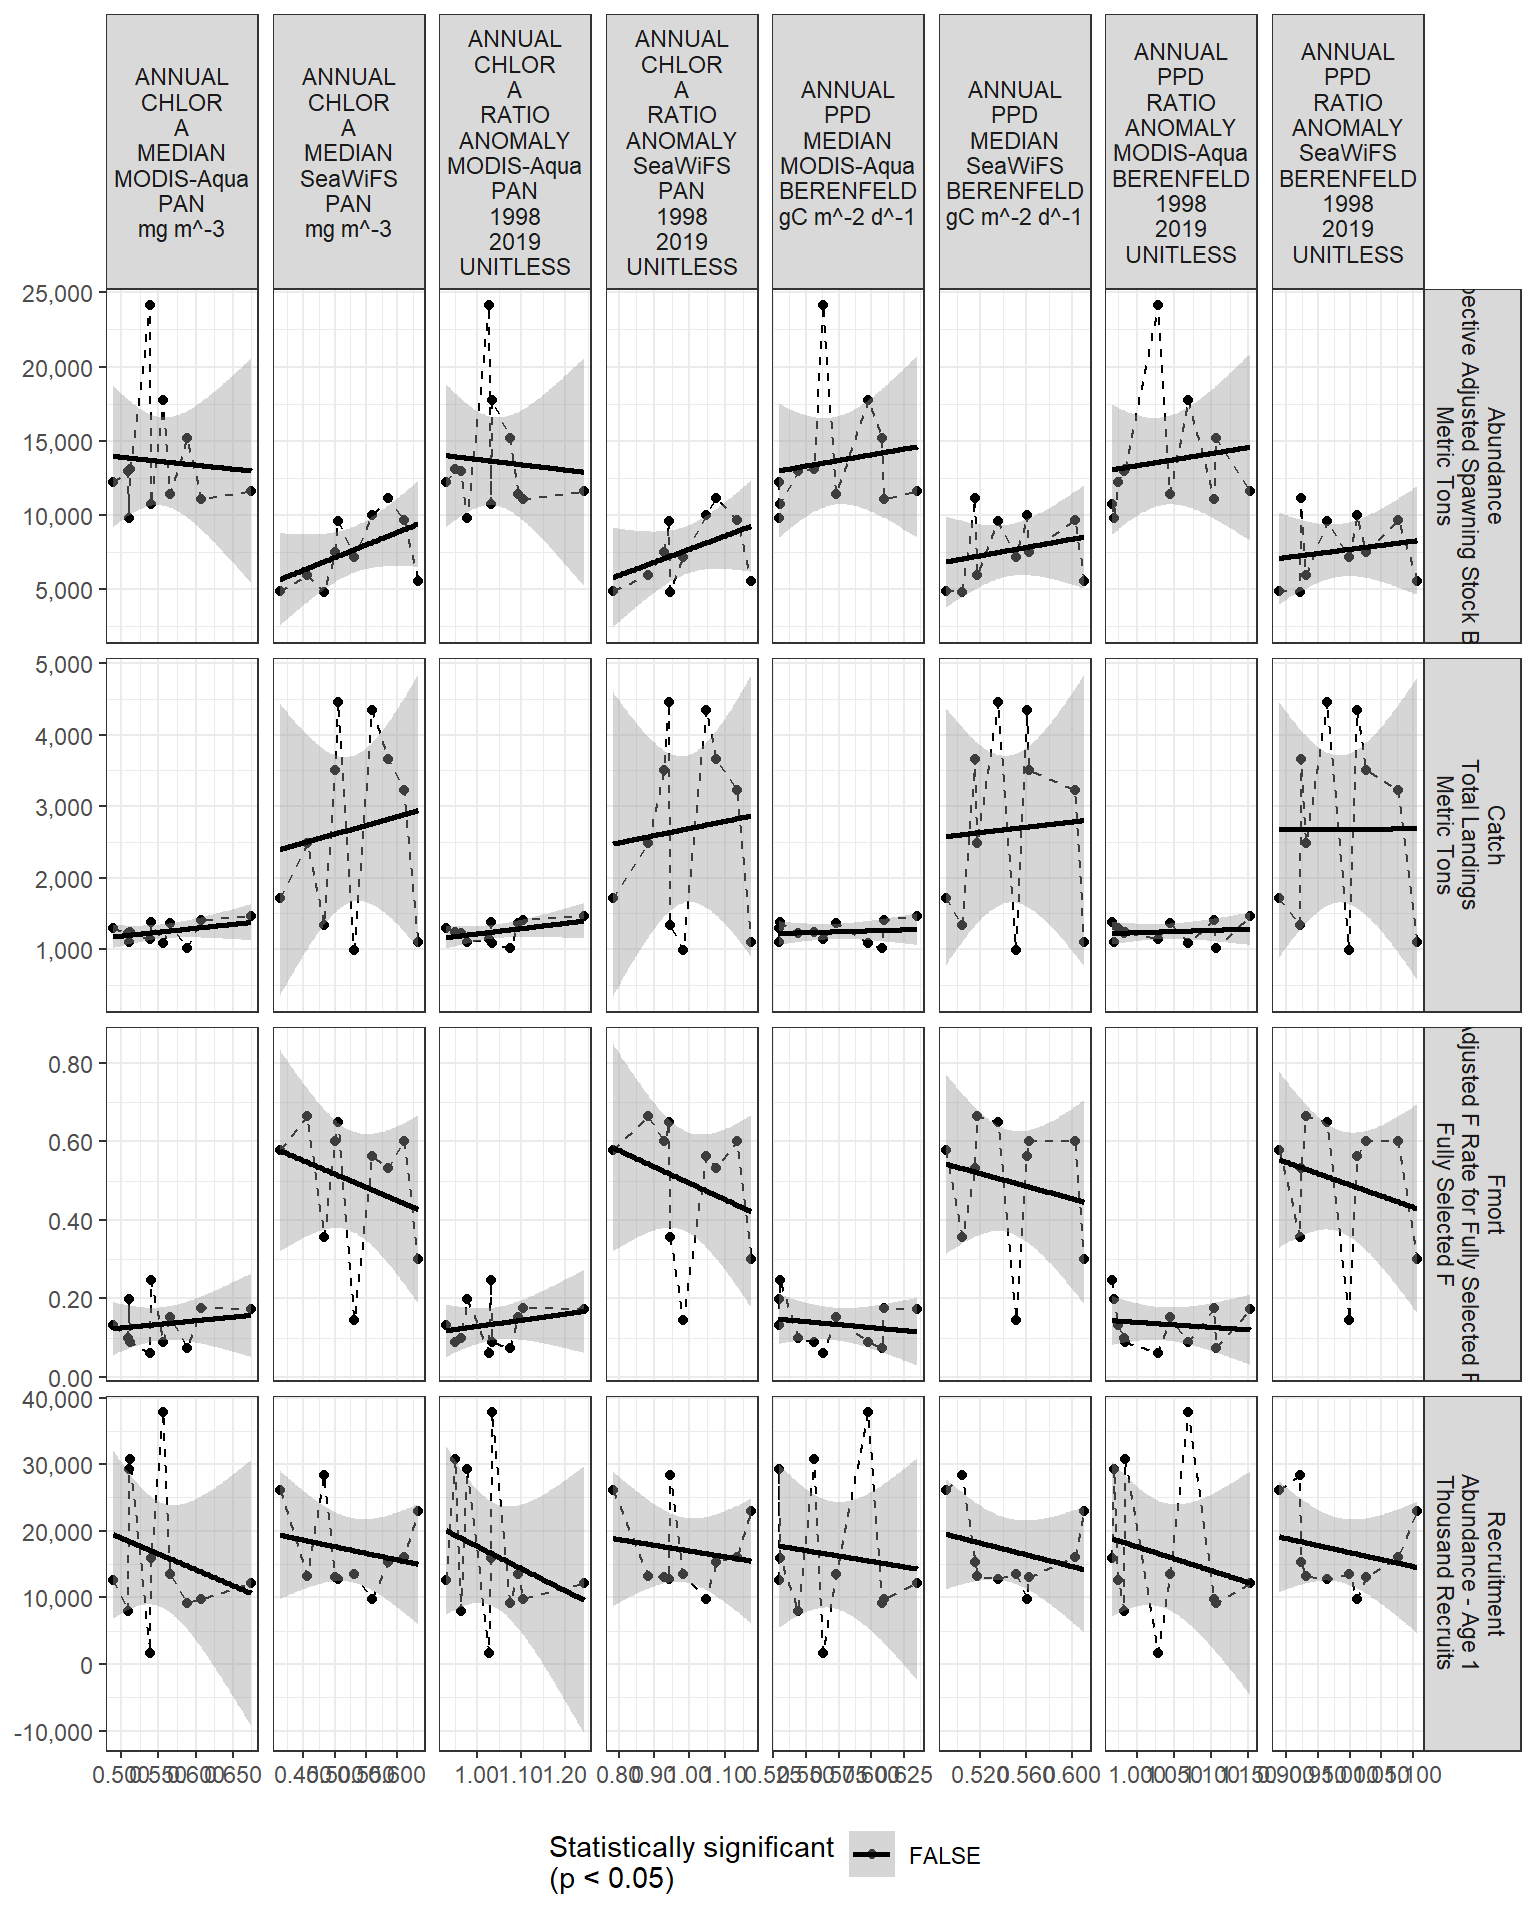 ANNUAL
CHLOR
A
MEDIAN
MODIS-Aqua
PAN
mg m^-3
ANNUAL
CHLOR
A
MEDIAN
SeaWiFS
PAN
mg m^-3
ANNUAL
CHLOR
A
RATIO
ANOMALY
MODIS-Aqua
PAN
1998
2019
UNITLESS
ANNUAL
CHLOR
A
RATIO
ANOMALY
SeaWiFS
PAN
1998
2019
UNITLESS
ANNUAL
PPD
MEDIAN
MODIS-Aqua
BERENFELD
gC m^-2 d^-1
ANNUAL
PPD
MEDIAN
SeaWiFS
BERENFELD
gC m^-2 d^-1
ANNUAL
PPD
RATIO
ANOMALY
MODIS-Aqua
BERENFELD
1998
2019
UNITLESS
ANNUAL
PPD
RATIO
ANOMALY
SeaWiFS
BERENFELD
1998
2019
UNITLESS
25,000
20,000
15,000
10,000
5,000
Abundance
Adjusted Spawning Stock
Metric Tons
5,000
4,000
3,000
2,000
1,000
Catch
Total Landings
Metric Tons
0.80
0.60
0.40
0.20
0.00
Fmort
Adjusted F Rate for Fully Selected
Fully Selected F
40,000
30,000
20,000
10,000
0
-10,000
Recruitment
Abundance - Age 1
Thousand Recruits
0.500 0.550 0.600 0.650
0.450 0.500 0.550 0.600
1.00 1.10 1.20
0.80 0.90 1.00 1.10
0.525 0.550 0.575 0.600 0.625
0.520 0.560 0.600
1.000 1.050 1.100 1.150
0.900 0.950 1.000 1.050 1.100
Statistically significant
(p < 0.05)
FALSE